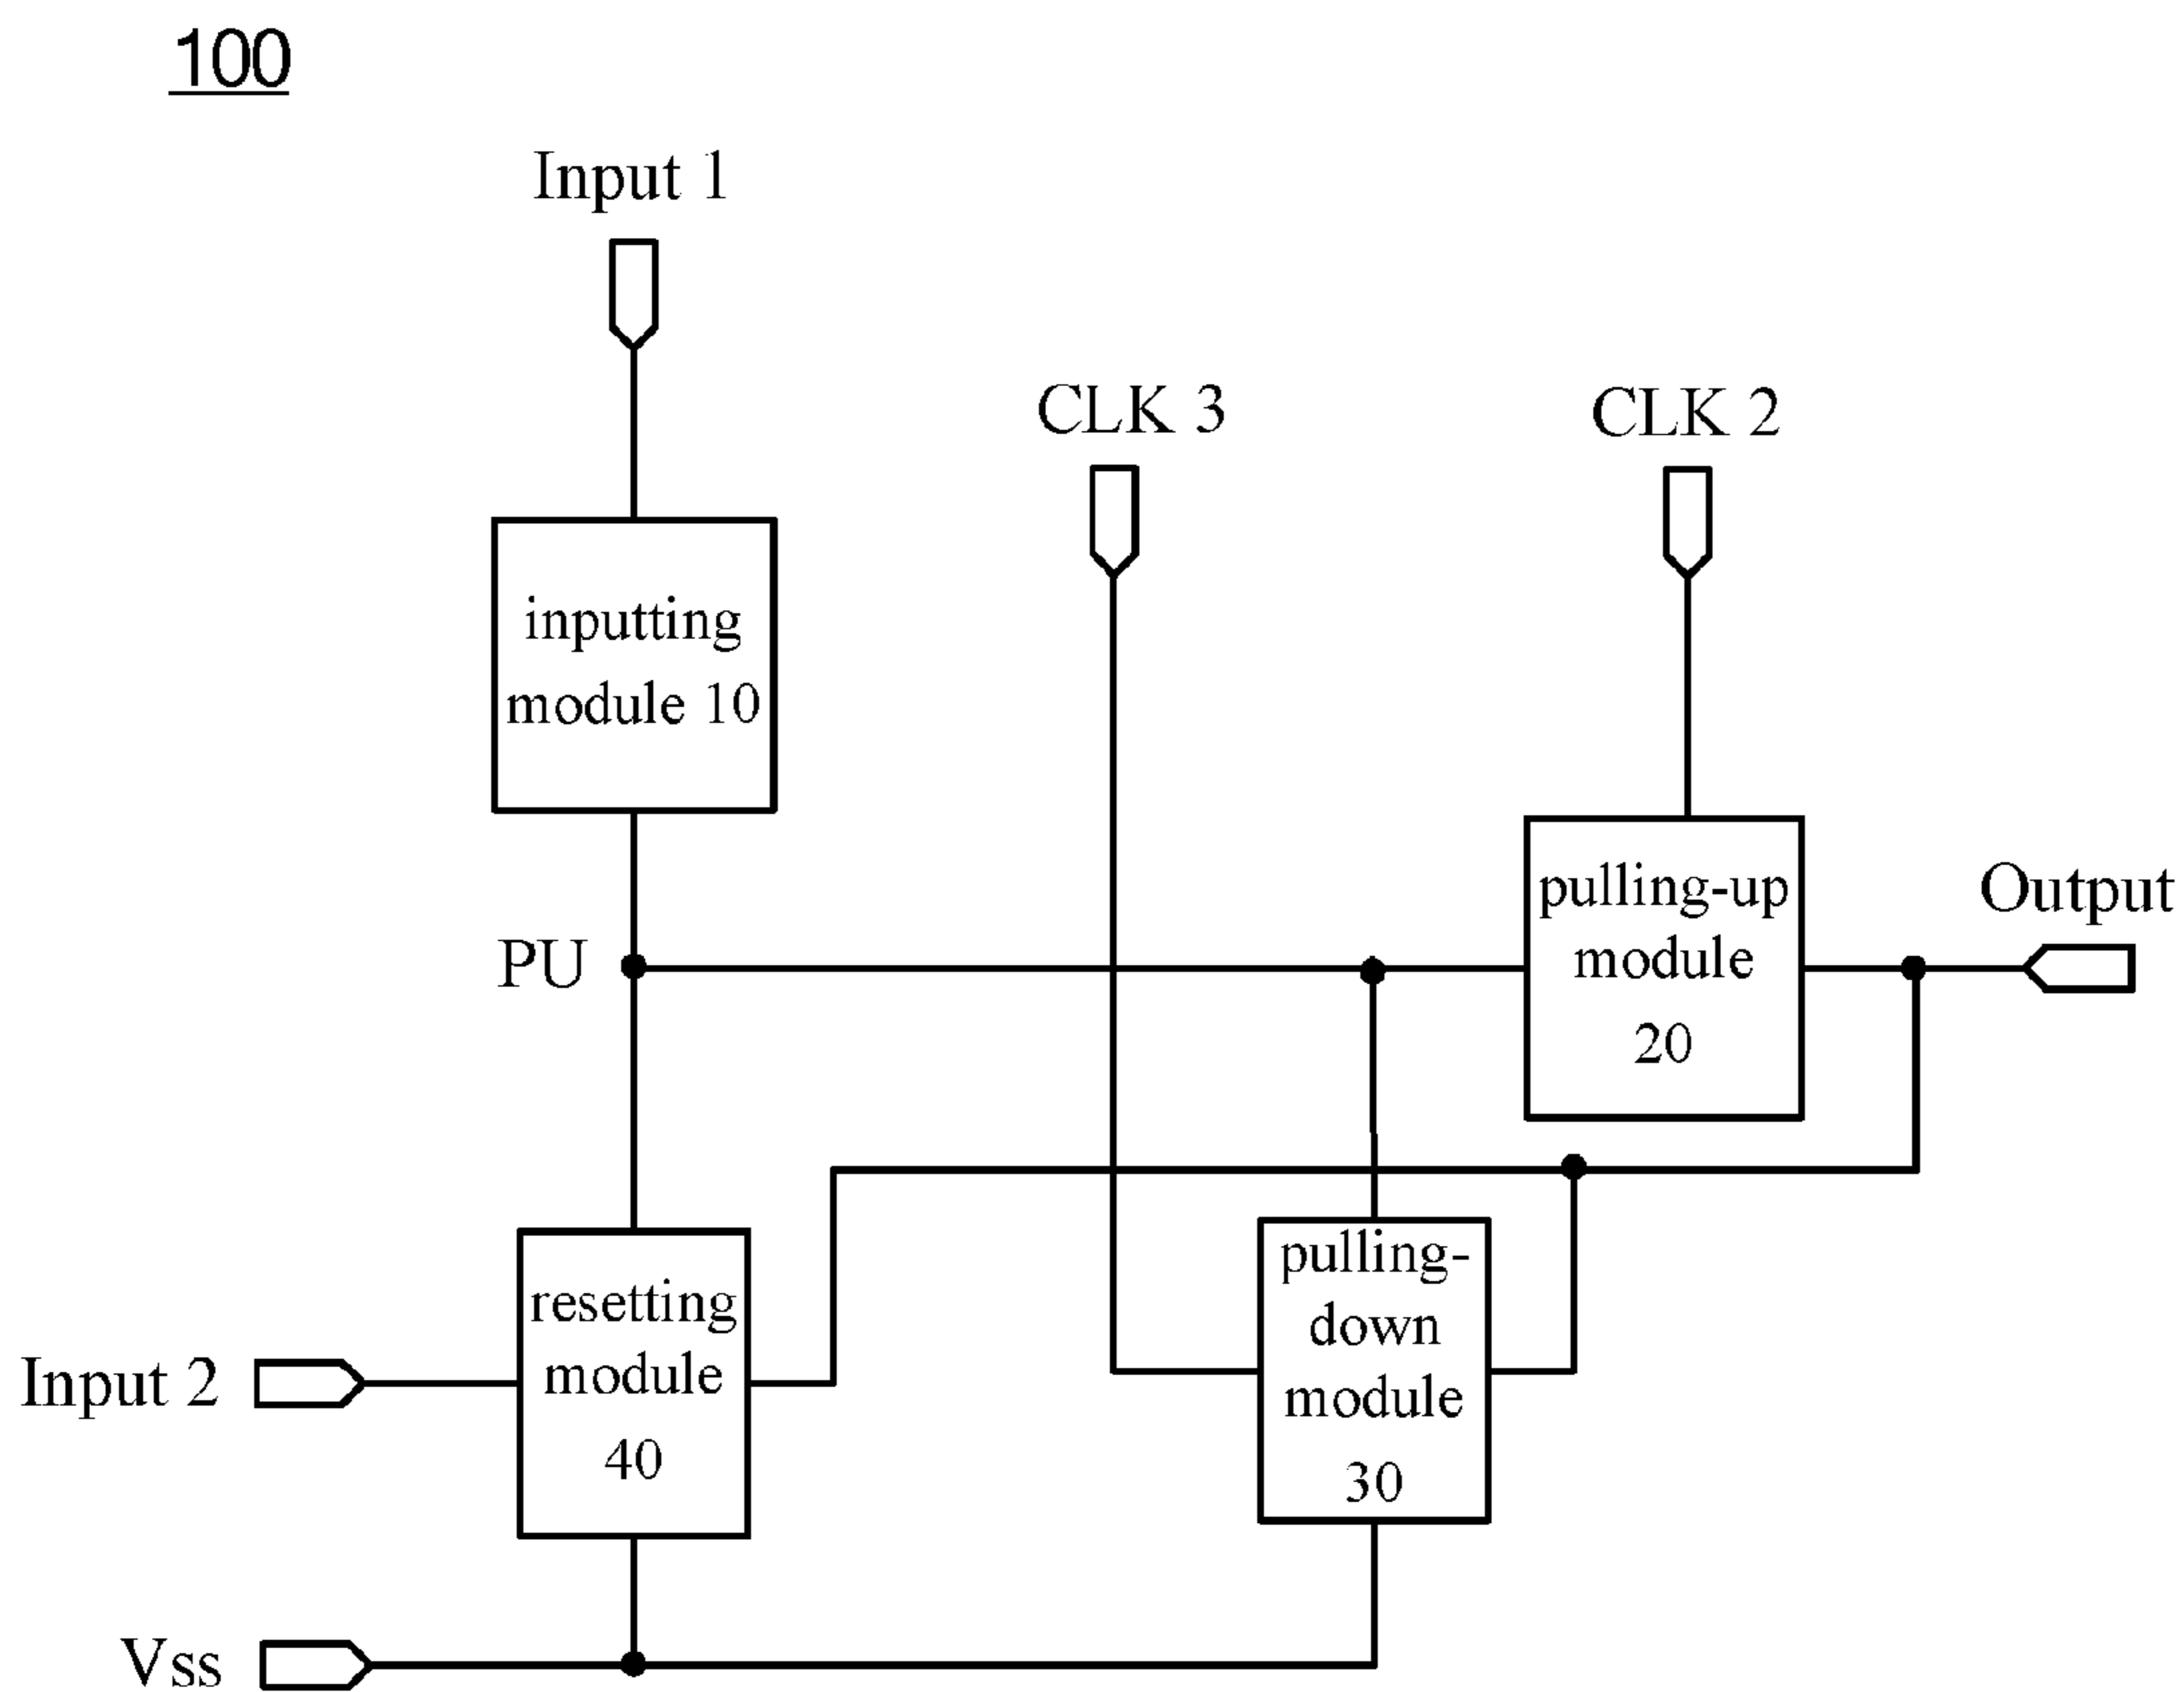 100
Input 1
CLK 3
CLK 2
inputting
module 10
pulling-up
module
20
Output
PU
resetting
module
40
Input 2
pulling-
down
module
30
Vss